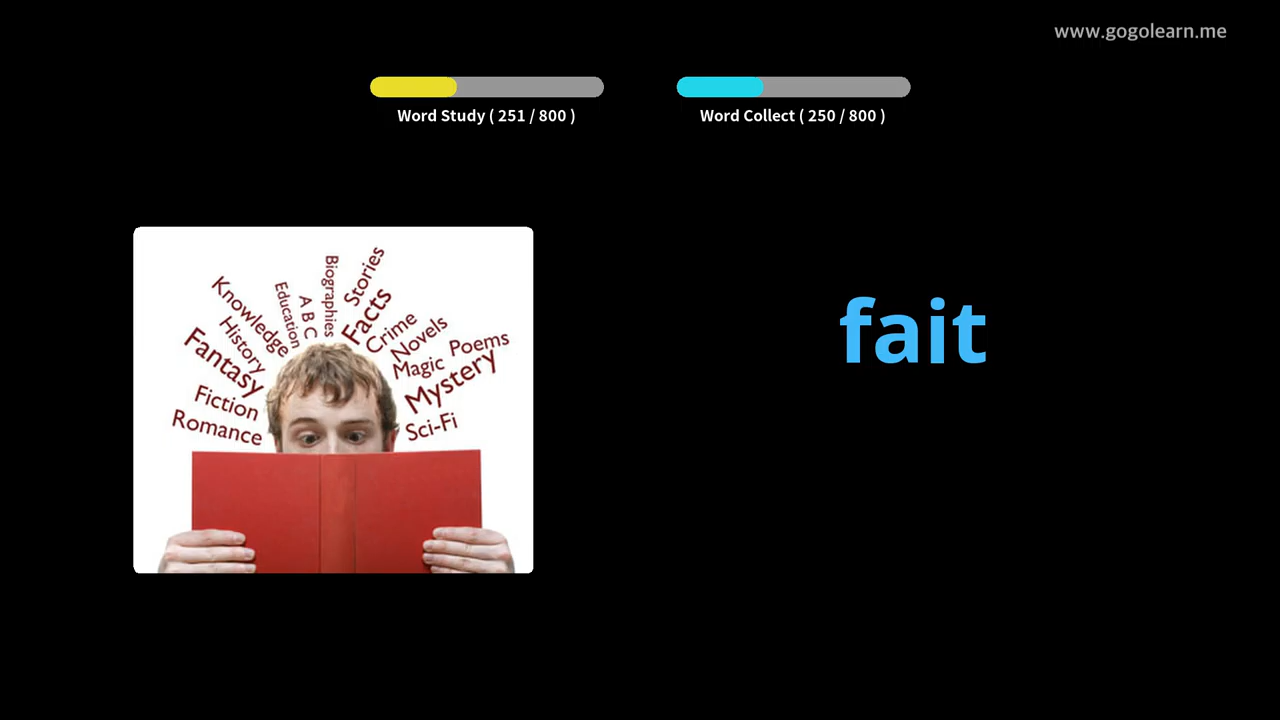 www.gogolearn.me
Word Study ( 251 / 800 )
Word Collect ( 250 / 800 )
fait
Biographies
Stories
Education
A B C
Facts
Knowledge
Crime
History
Novels
Fantasy
Magic
Poems
Mystery
Fiction
Romance
Sci-Fi